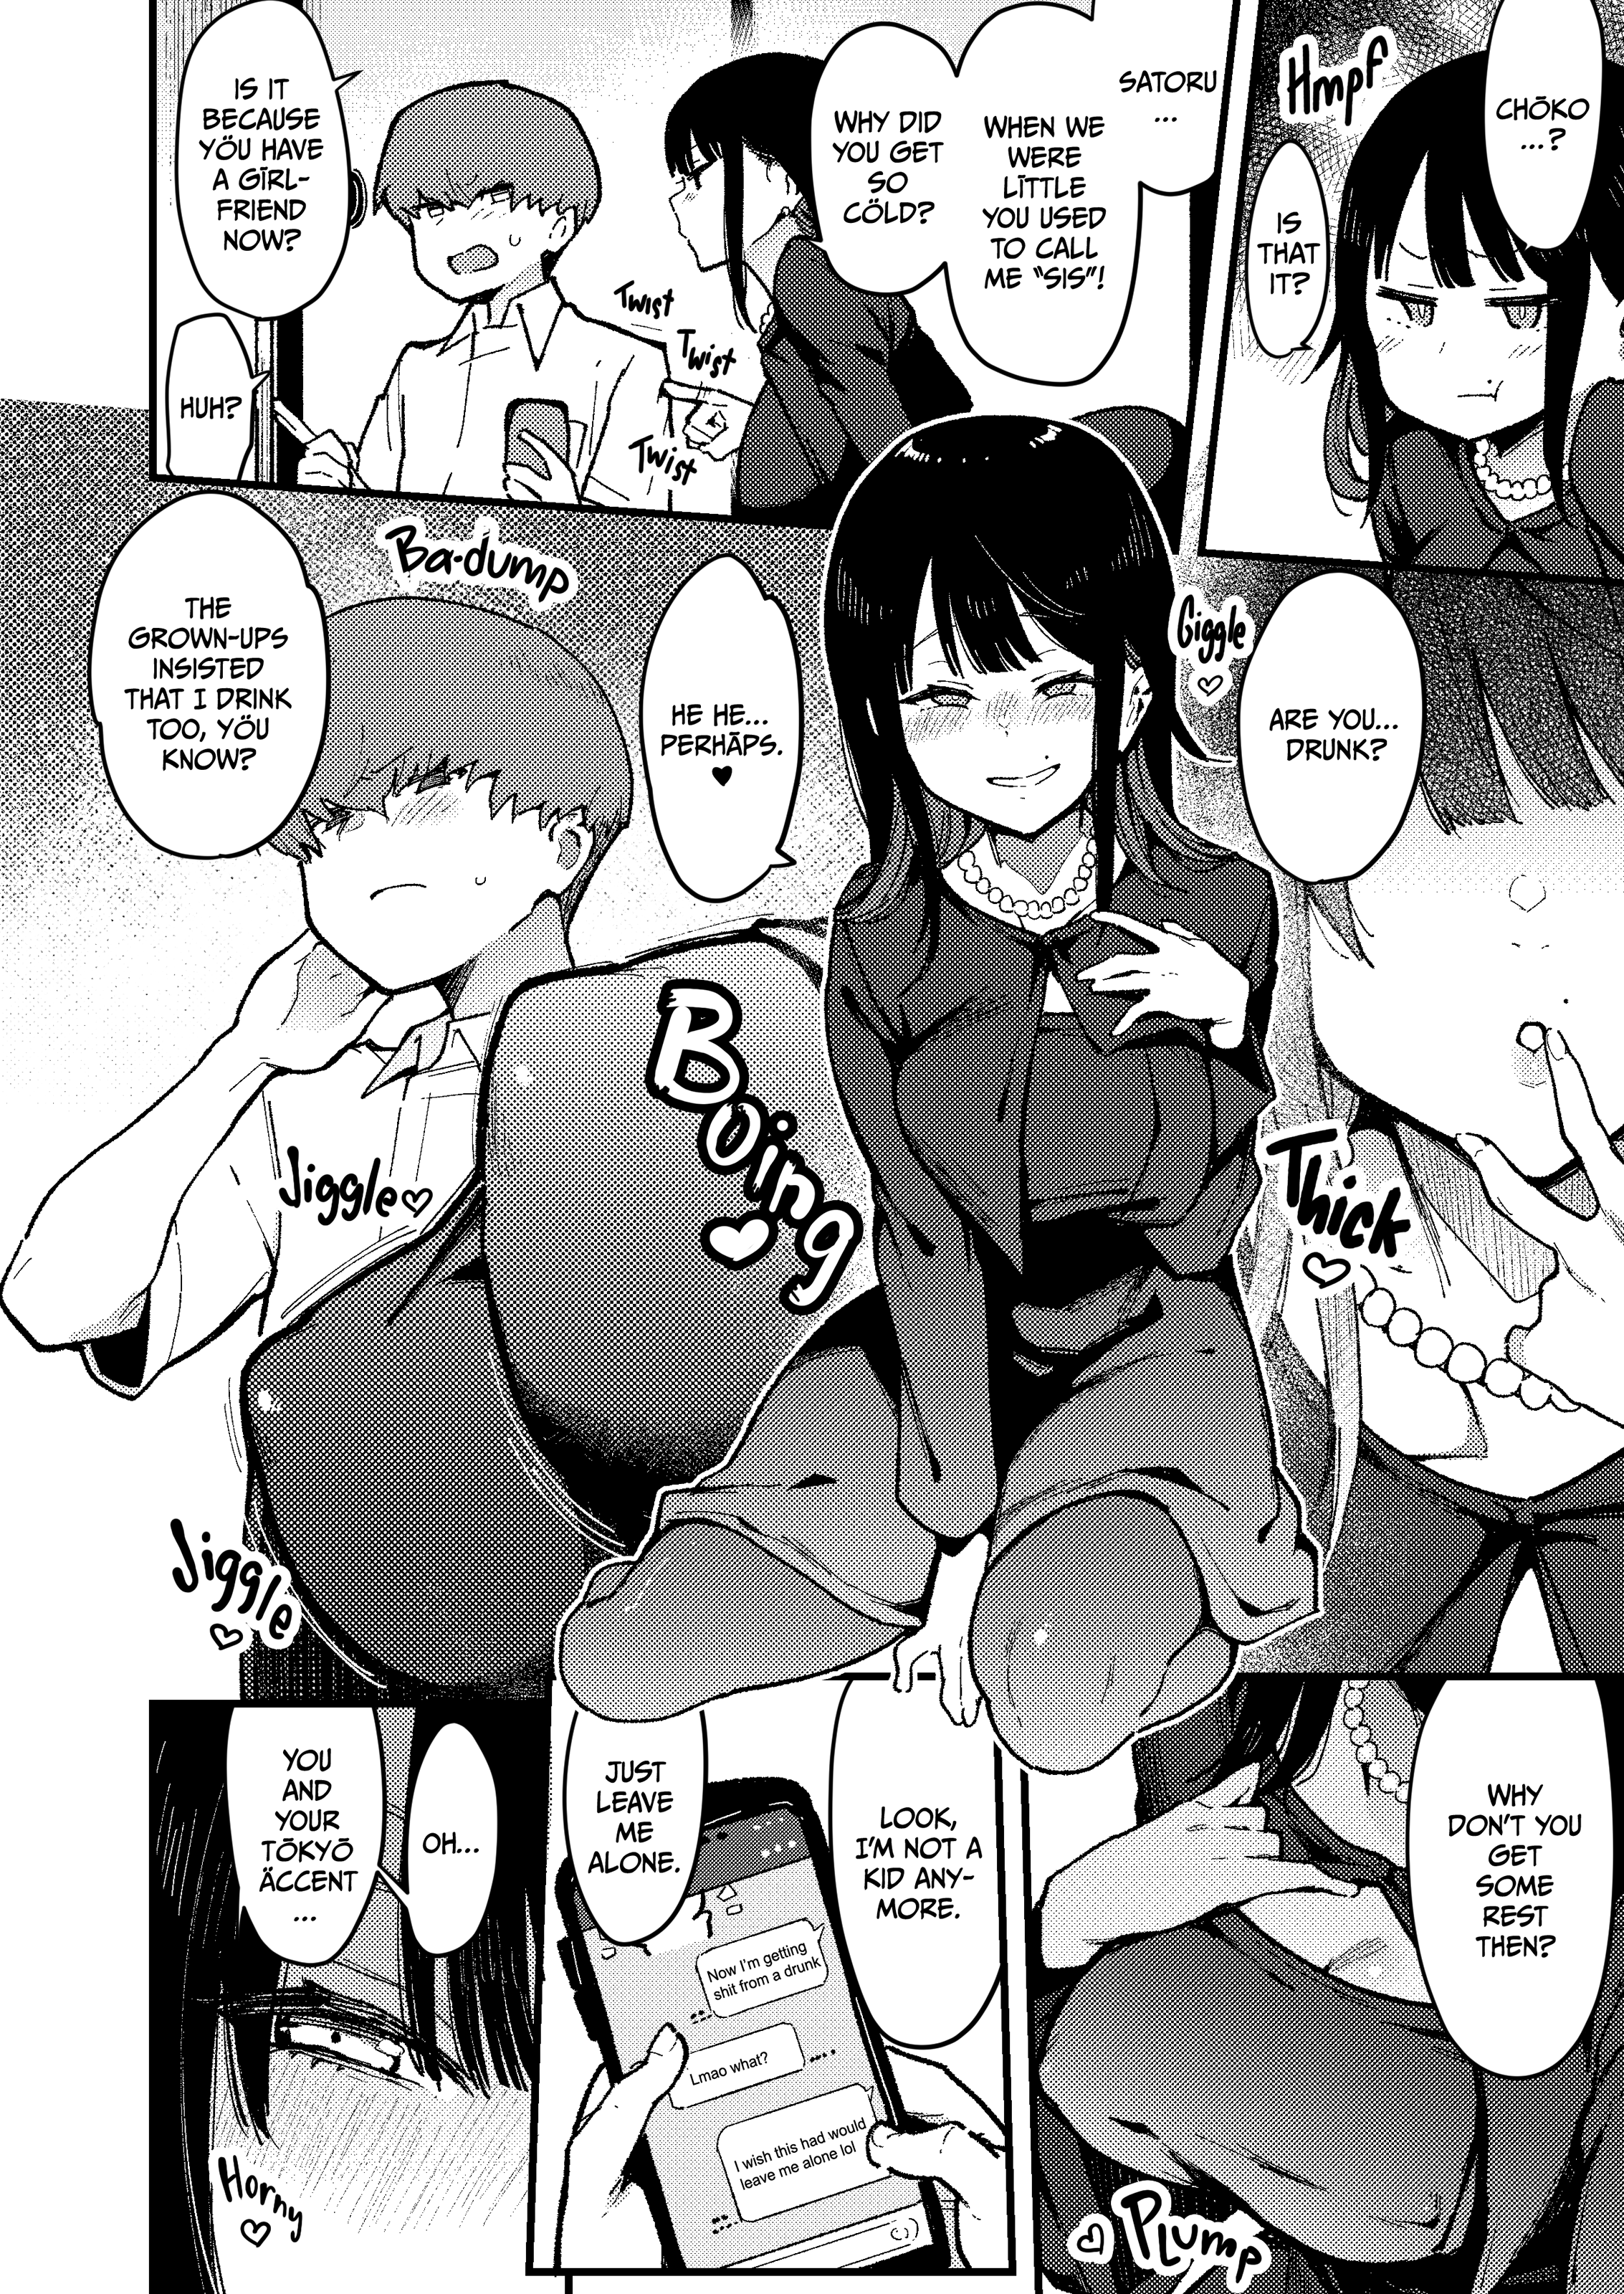 CHŌKO
...?
Hmpf
IS
THAT
IT?
SATORU
...
WHEN WE
WERE
LĪTTLE
YOU USED
TO CALL
ME "SIS"!
WHY DID
YOU GET
SO
CÖLD?
Twist
Twist
Twist
IS IT
BECAUSE
YÖU HAVE
A GĪRL-
FRIEND
NOW?
HUH?
ARE YOU...
DRUNK?
Giggle
HE HE...
PERHĀPS.
Ba-dump
THE
GROWN-UPS
INSISTED
THAT I DRINK
TOO, YÖU
KNOW?
Thick
Boing
Jiggle
Jiggle
WHY
DON'T YOU
GET
SOME
REST
THEN?
Plump
LOOK,
I'M NOT A
KID ANY-
MORE.
JUST
LEAVE
ME
ALONE.
Now I'm getting
shit from a drunk
Lmao what?
I wish this had would
leave me alone lol
OH...
YOU
AND
YOUR
TŌKYŌ
ÄCCENT
...
Horny